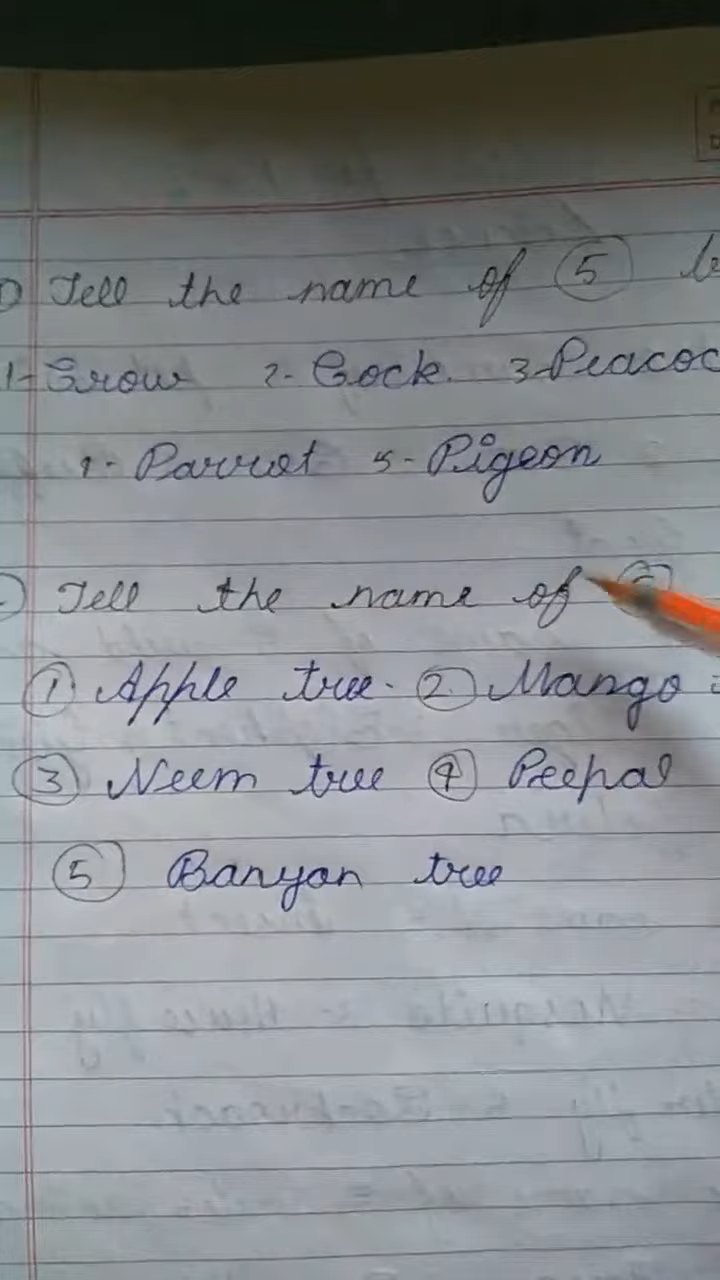 Tell the name of 5
1- Crow 2- Cock. 3- Peacoc
4- Parrot 5- Pigeon
Tell the name of
1 Apple tree. 2. Mango
3 Neem tree 4 Peepal
5 Banyan tree